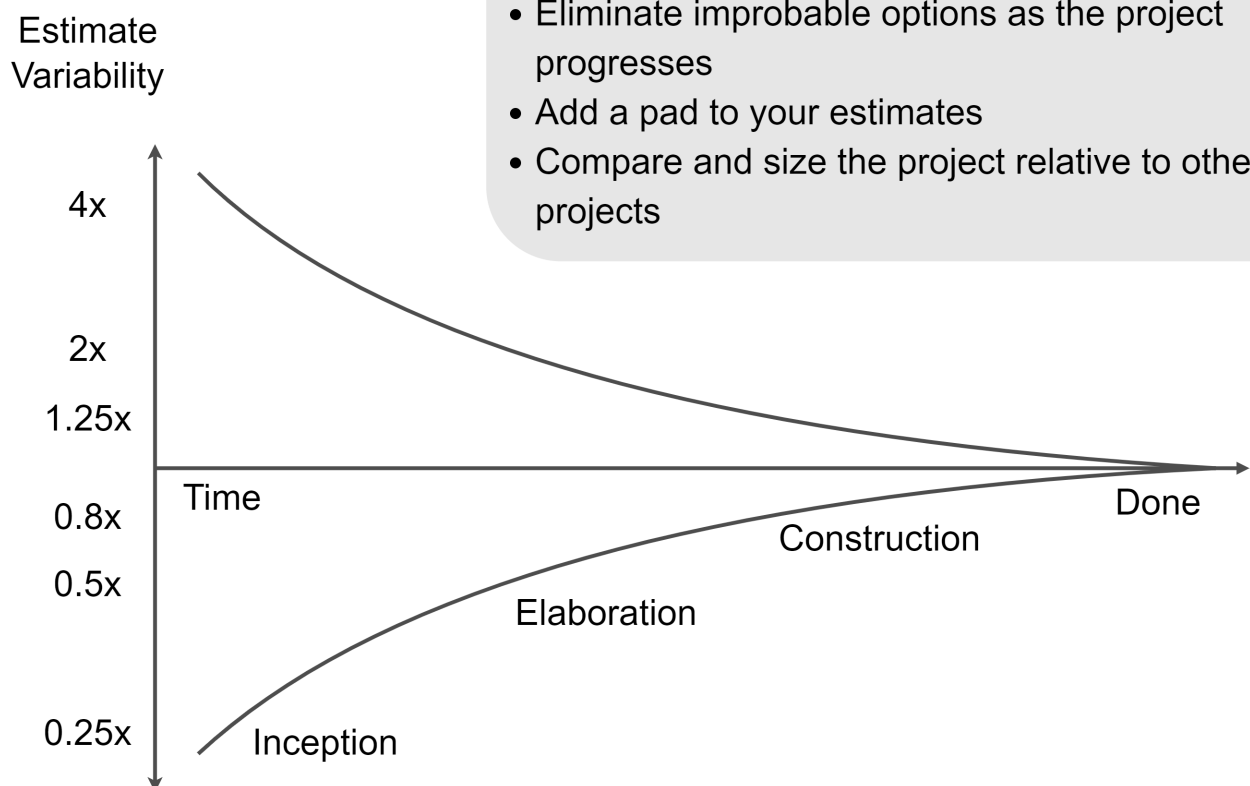 Estimate
Variability
• Eliminate improbable options as the project
progresses
• Add a pad to your estimates
• Compare and size the project relative to othe
projects
4x
2x
1.25x
Time
Done
0.8x
Construction
0.5x
Elaboration
0.25x
Inception